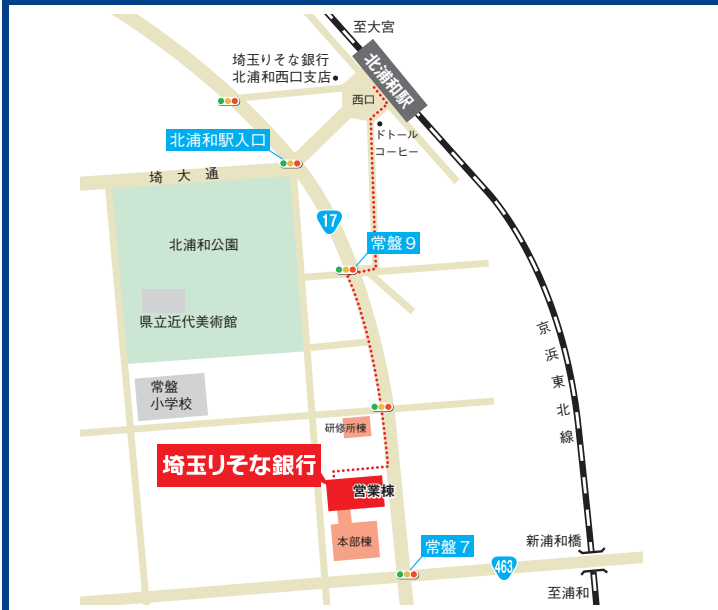 至大宮
埼玉りそな銀行
北浦和西口支店
北浦和駅
西口
ドトール
コーヒー
北浦和駅入口
埼大通
17
北浦和公園
常盤9
県立近代美術館
京浜東北線
常盤
小学校
研修所棟
埼玉りそな銀行
営業棟
本部棟
常盤7
新浦和橋
463
至浦和